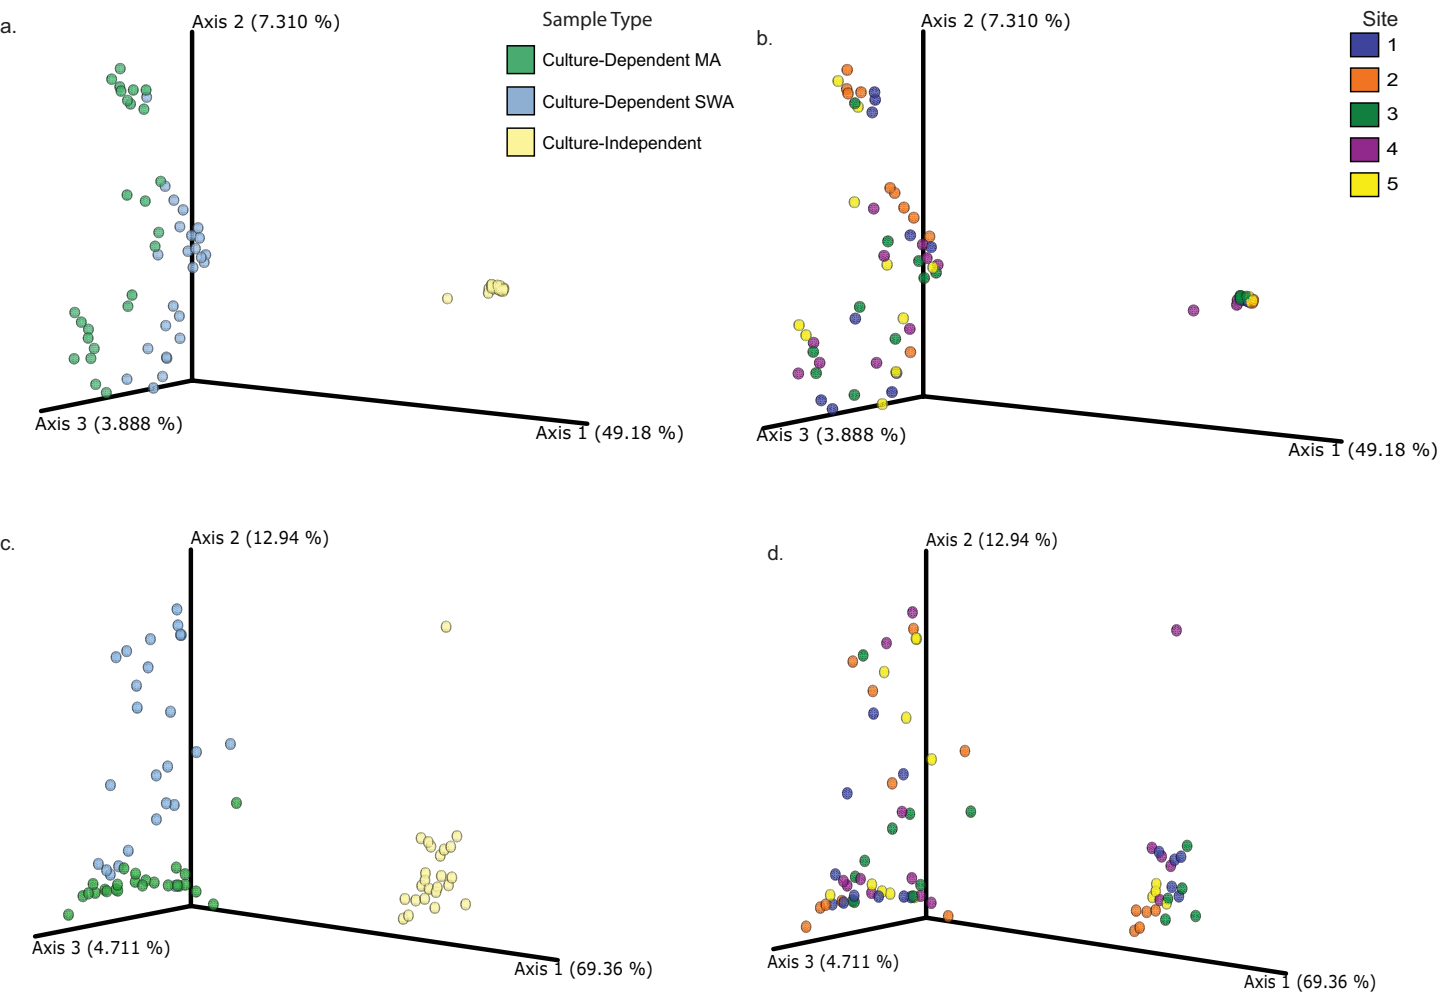 a.
Axis 2 (7.310 %)
Sample Type
Culture-Dependent MA
Culture-Dependent SWA
Culture-Independent
Axis 3 (3.888 %)
Axis 1 (49.18 %)
b.
Axis 2 (7.310 %)
Site
1
2
3
4
5
Axis 3 (3.888 %)
Axis 1 (49.18 %)
c.
Axis 2 (12.94 %)
Axis 3 (4.711 %)
Axis 1 (69.36 %)
d.
Axis 2 (12.94 %)
Axis 3 (4.711 %)
Axis 1 (69.36 %)